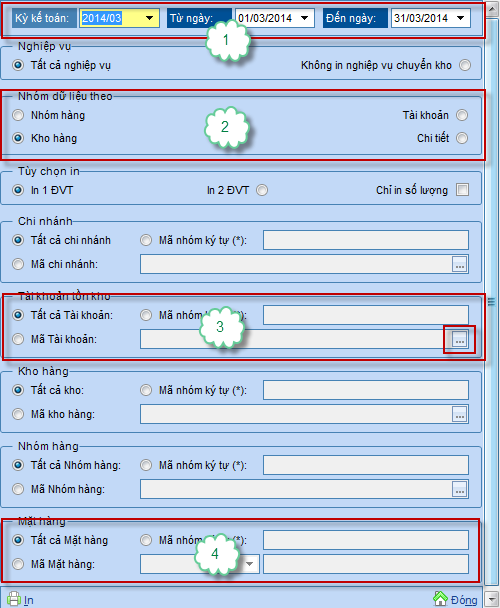 Kỳ kế toán: 2014/03 Từ ngày: 01/03/2014 Đến ngày: 31/03/2014
1
Nghiệp vụ
Tất cả nghiệp vụ Không in nghiệp vụ chuyển kho
Nhóm dữ liệu theo
Nhóm hàng Tài khoản
2
Kho hàng Chi tiết
Tùy chọn in
In 1 ĐVT In 2 ĐVT Chỉ in số lượng
Chi nhánh
Tất cả chi nhánh Mã nhóm ký tự (*):
Mã chi nhánh: ...
Tài khoản tồn kho
Tất cả Tài khoản: Mã nhóm ký tự (*):
3
Mã Tài khoản: ...
Kho hàng
Tất cả kho: Mã nhóm ký tự (*):
Mã kho hàng: ...
Nhóm hàng
Tất cả Nhóm hàng: Mã nhóm ký tự (*):
Mã Nhóm hàng: ...
Mặt hàng
Tất cả Mặt hàng Mã nhóm (*):
4
Mã Mặt hàng:
In Đóng